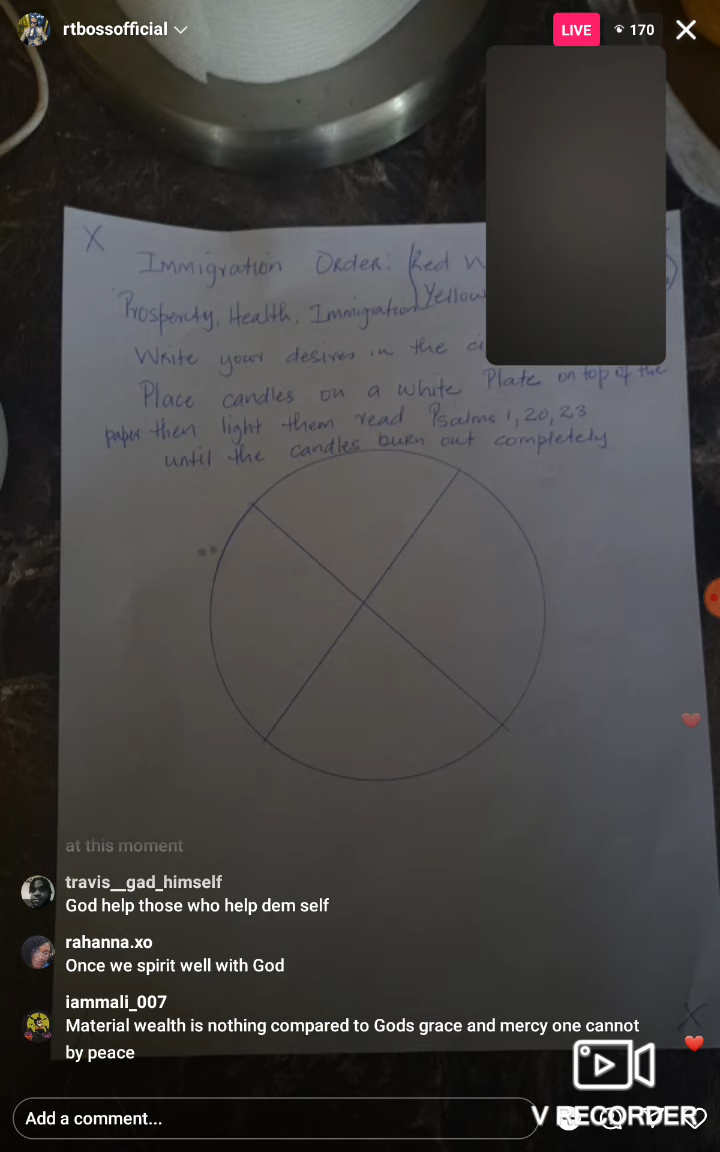 rtbossofficial
LIVE
170
X
Immigration Order: (Red
Prosperity, Health, Immigration Yellow
Write your desires in the
Place candles on a white Plate on top of the
paper then light them read Psalms 1, 20, 23
until the candles burn out completely
at this moment
travis__gad_himself
God help those who help dem self
rahanna.xo
Once we spirit well with God
iammali_007
Material wealth is nothing compared to Gods grace and mercy one cannot
by peace
X
Add a comment...
V RECORDER